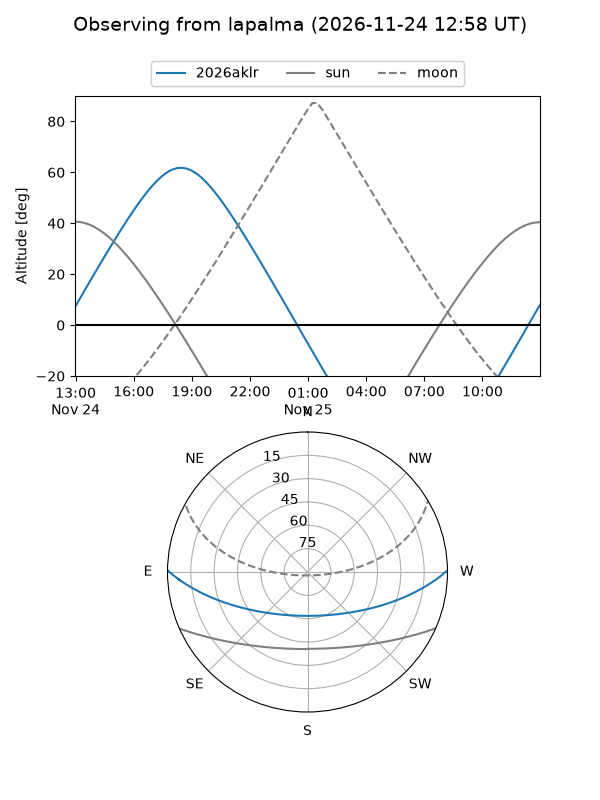 Observing from lapalma (2026-11-24 12:58 UT)
2026aklr sun moon
80
60
40
20
0
−20
Altitude [deg]
13:00 16:00 19:00 22:00 01:00 04:00 07:00 10:00
Nov 24 Nov 25
N
NE NW
15
30
45
60
75
E W
SE SW
S